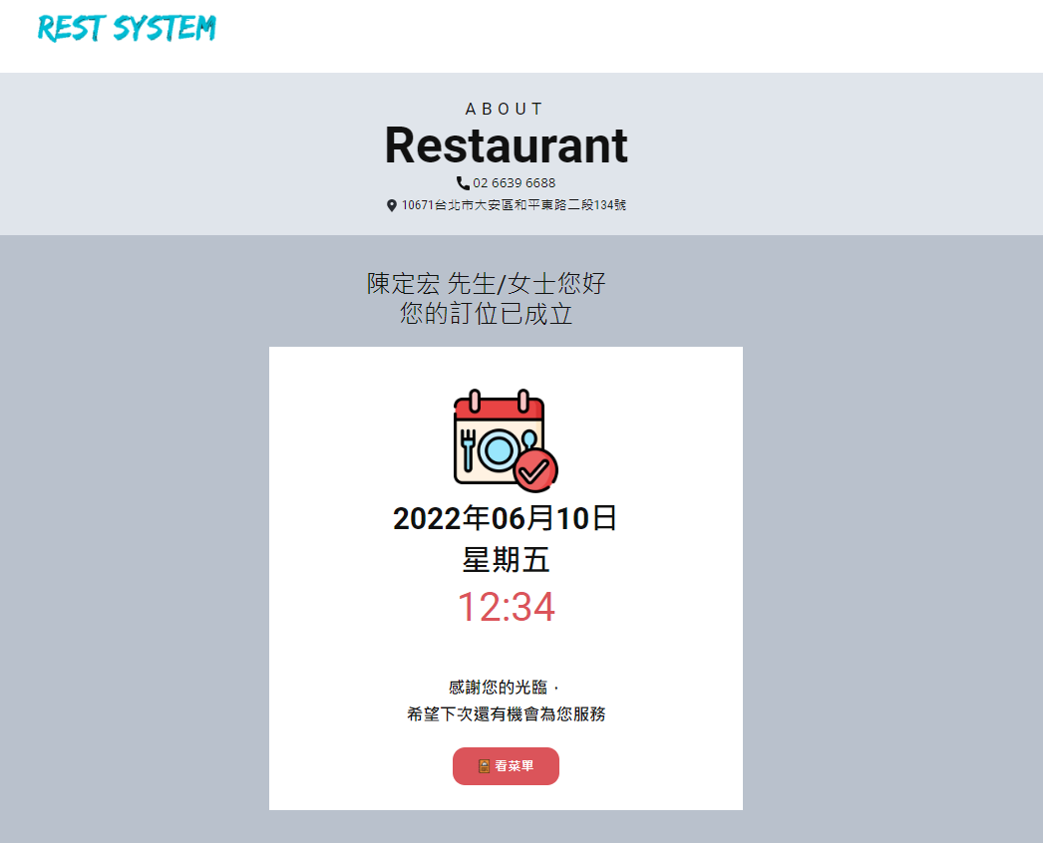 REST SYSTEM
ABOUT
Restaurant
02 6639 6688
10671台北市大安區和平東路二段134號
陳定宏 先生/女士您好
您的訂位已成立
2022年06月10日
星期五
12:34
感謝您的光臨，
希望下次還有機會為您服務
看菜單